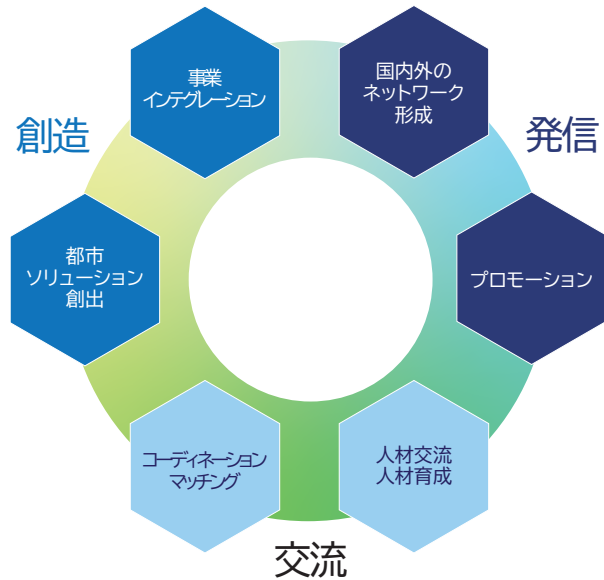 事業
インテグレーション
国内外の
ネットワーク
形成
創造
発信
都市
ソリューション
創出
プロモーション
コーディネーション
マッチング
人材交流
人材育成
交流